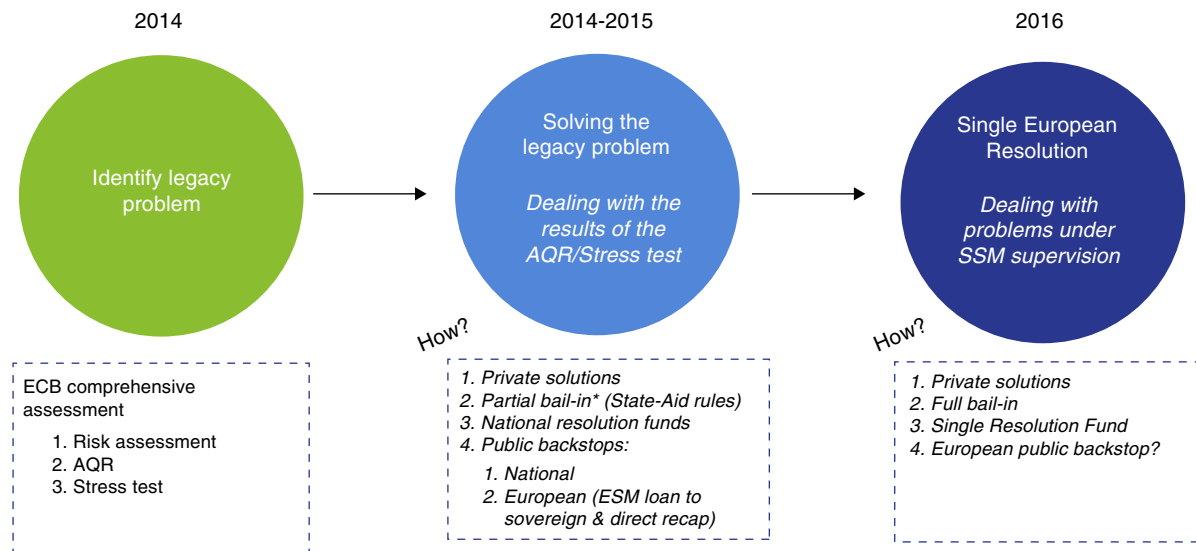 2014
Identify legacy
problem
ECB comprehensive
assessment
1. Risk assessment
2. AQR
3. Stress test
2014-2015
Solving the
legacy problem
Dealing with the
results of the
AQR/Stress test
How?
1. Private solutions
2. Partial bail-in* (State-Aid rules)
3. National resolution funds
4. Public backstops:
1. National
2. European (ESM loan to
sovereign & direct recap)
2016
Single European
Resolution
Dealing with
problems under
SSM supervision
How?
1. Private solutions
2. Full bail-in
3. Single Resolution Fund
4. European public backstop?